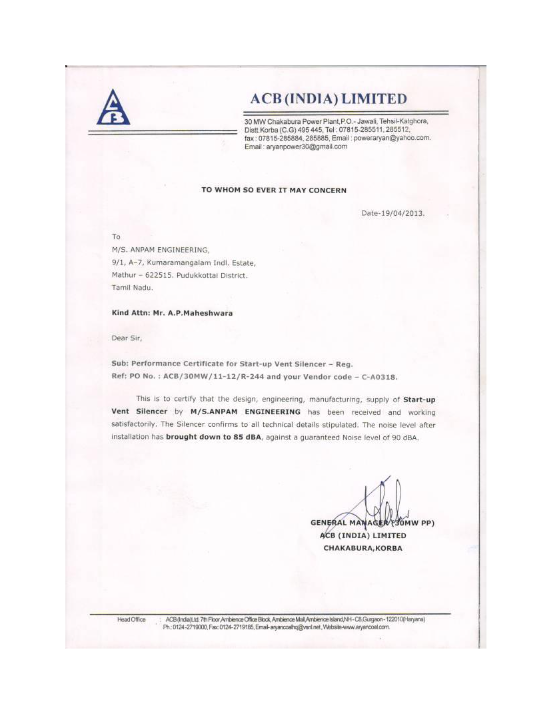 ACB
ACB (INDIA) LIMITED
30 MW Chakabura Power Plant,P.O.- Jawali, Tehsil-Katghora,
Distt.Korba (C.G) 495 445, Tel : 07815-285511, 285512,
fax : 07815-285884, 285885, Email : poweraryan@yahoo.com.
Email : aryanpower30@gmail.com
TO WHOM SO EVER IT MAY CONCERN
Date-19/04/2013.
To
M/S. ANPAM ENGINEERING,
9/1, A-7, Kumaramangalam Indl. Estate,
Mathur – 622515. Pudukkottai District.
Tamil Nadu.
Kind Attn: Mr. A.P.Maheshwara
Dear Sir,
Sub: Performance Certificate for Start-up Vent Silencer – Reg.
Ref: PO No. : ACB/30MW/11-12/R-244 and your Vendor code – C-A0318.
This is to certify that the design, engineering, manufacturing, supply of Start-up
Vent Silencer by M/S.ANPAM ENGINEERING has been received and working
satisfactorily. The Silencer confirms to all technical details stipulated. The noise level after
installation has brought down to 85 dBA, against a guaranteed Noise level of 90 dBA.
GENERAL MANAGER (30MW PP)
ACB (INDIA) LIMITED
CHAKABURA,KORBA
Head Office : ACB(India)Ltd. 7th Floor,Ambience Office Block, Ambience Mall,Ambience Island,NH - C8,Gurgaon - 122010(Haryana)
Ph.: 0124-2719000, Fax: 0124-2719185, Email-aryancoalhq@vsnl.net, Website-www.aryancoal.com.